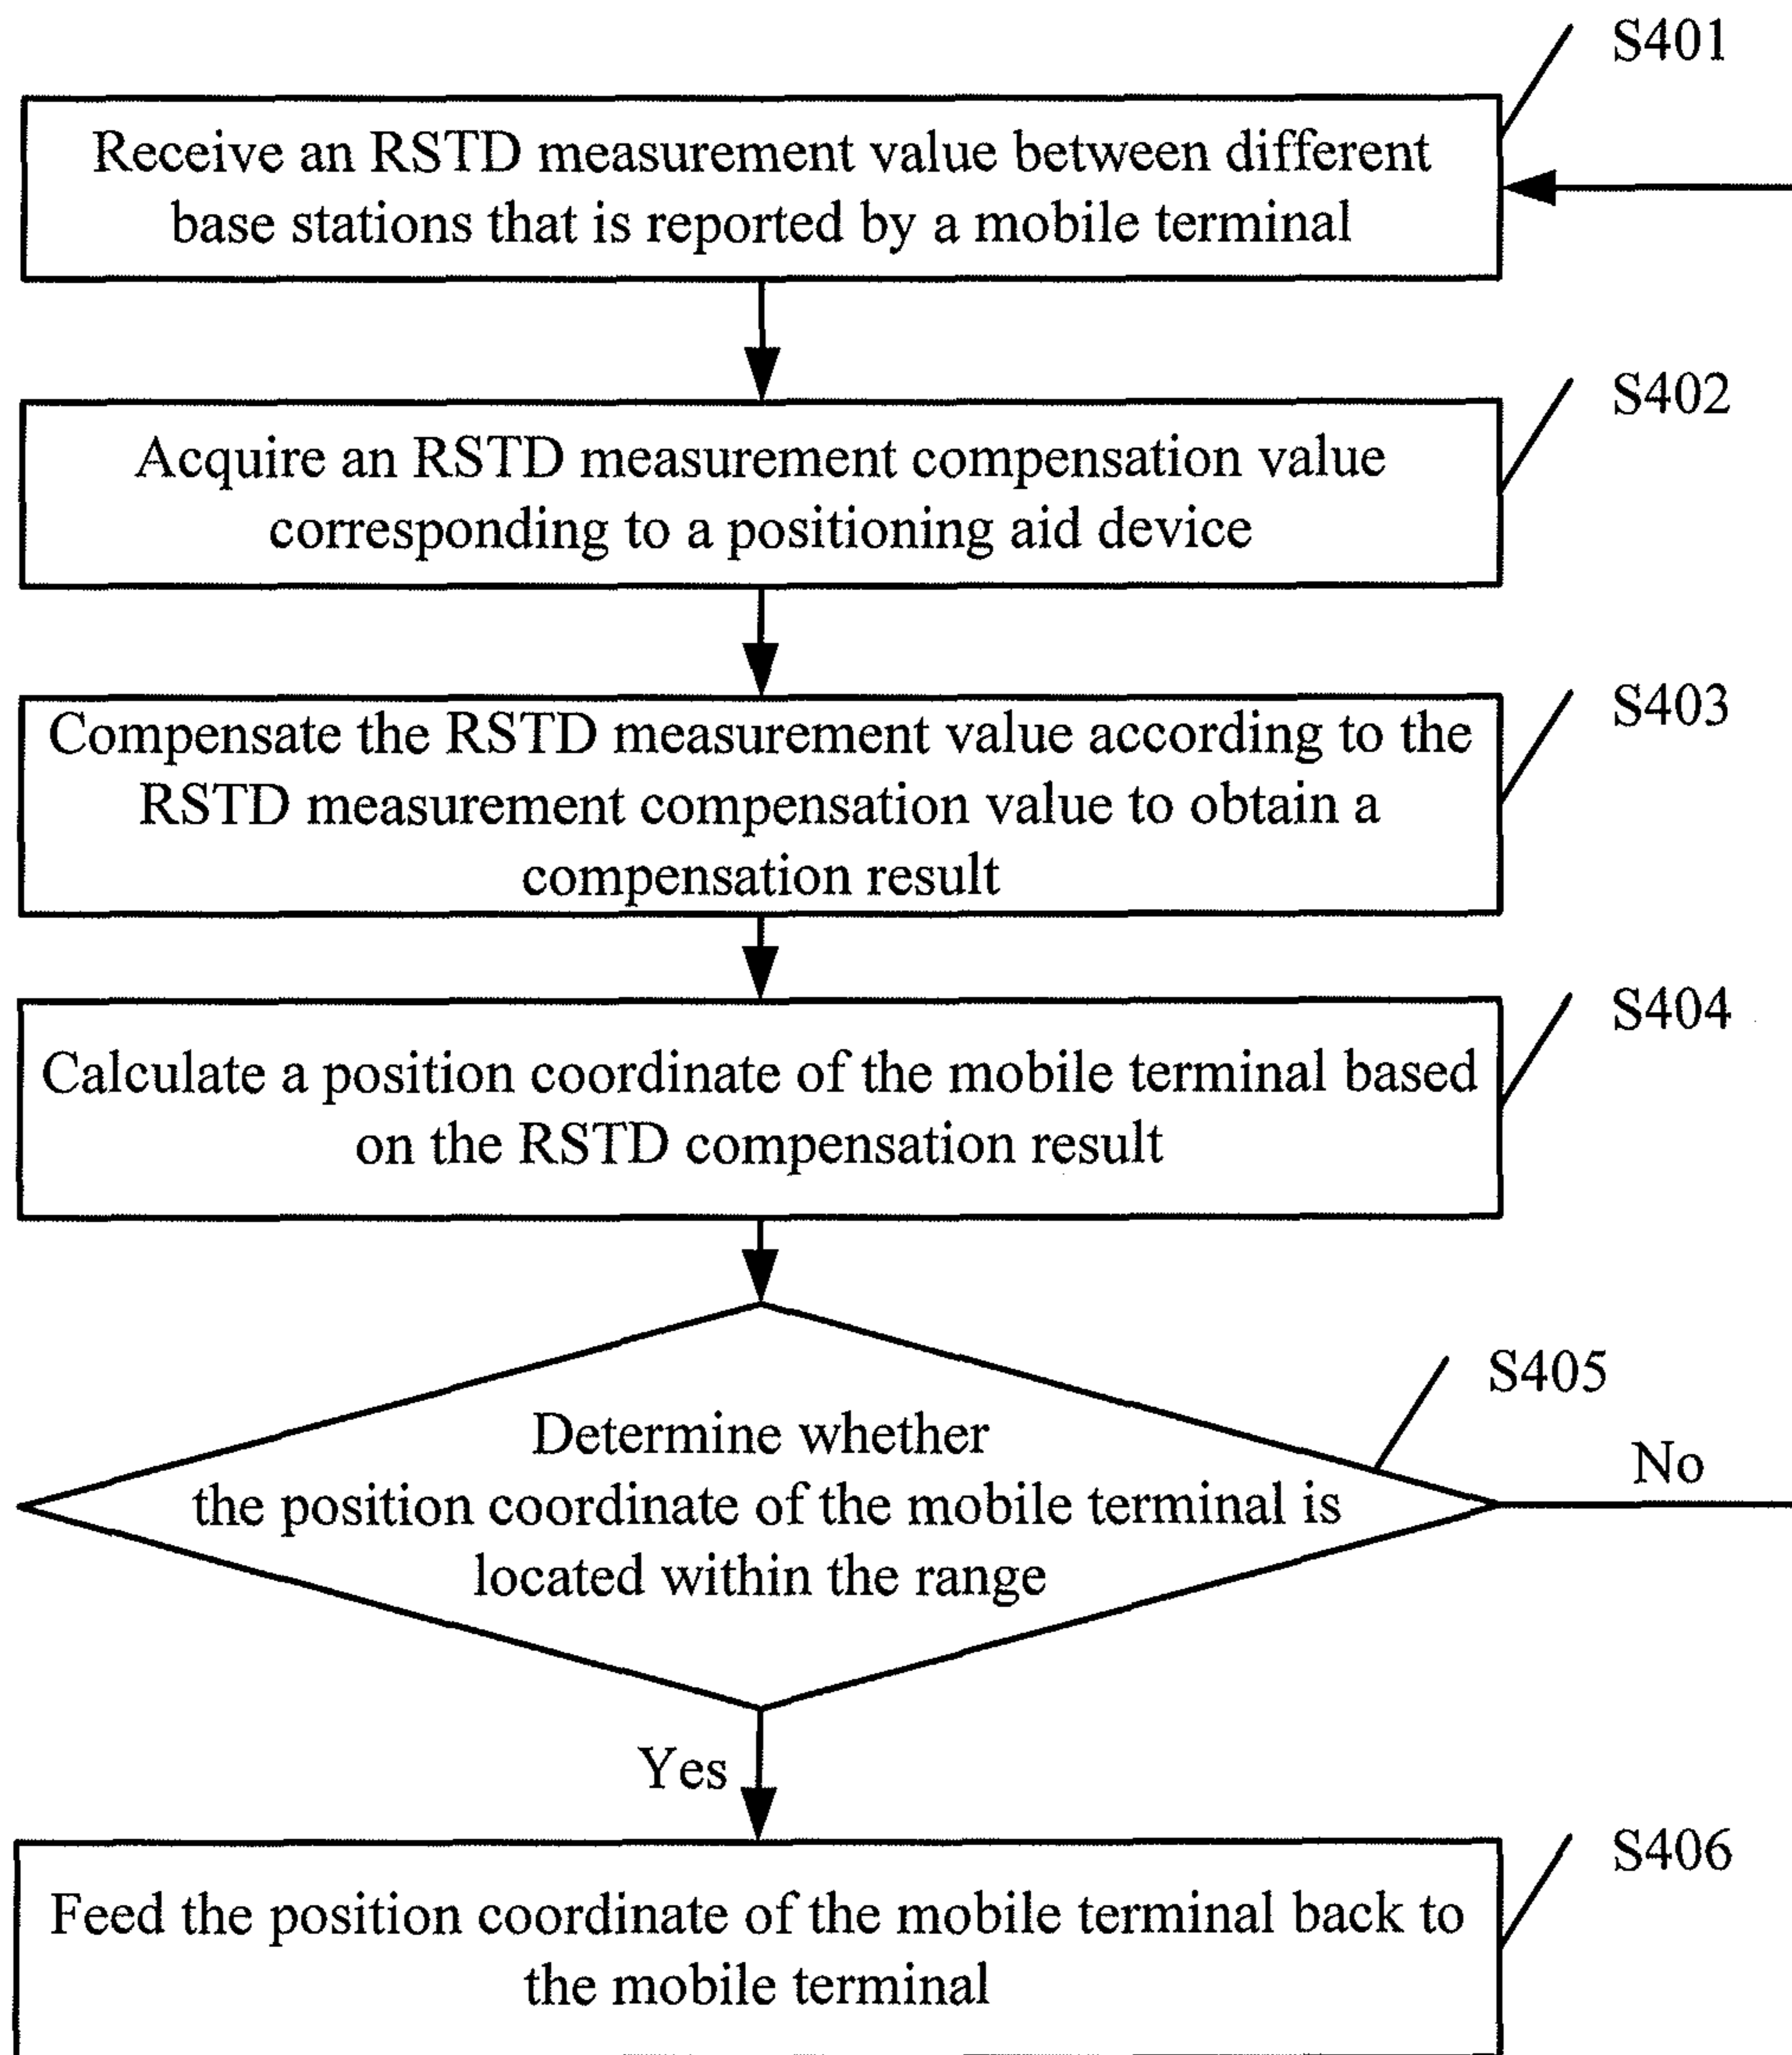 S401
Receive an RSTD measurement value between different
base stations that is reported by a mobile terminal
S402
Acquire an RSTD measurement compensation value
corresponding to a positioning aid device
S403
Compensate the RSTD measurement value according to the
RSTD measurement compensation value to obtain a
compensation result
S404
Calculate a position coordinate of the mobile terminal based
on the RSTD compensation result
S405
Determine whether
the position coordinate of the mobile terminal is
located within the range
No
Yes
S406
Feed the position coordinate of the mobile terminal back to
the mobile terminal